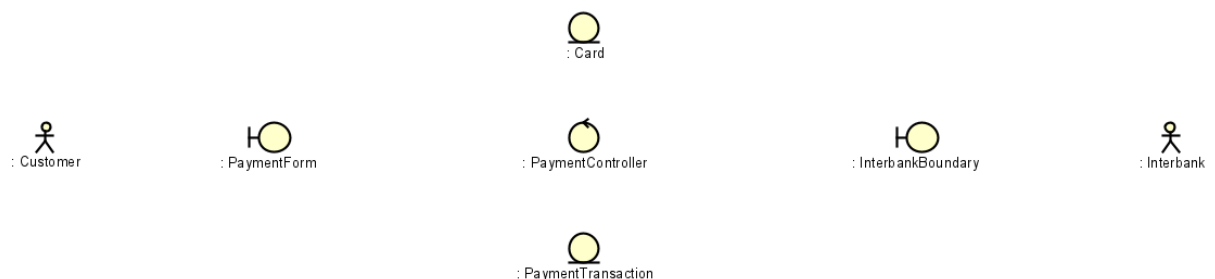 : Card
: Customer
: PaymentForm
: PaymentController
: InterbankBoundary
: Interbank
: PaymentTransaction